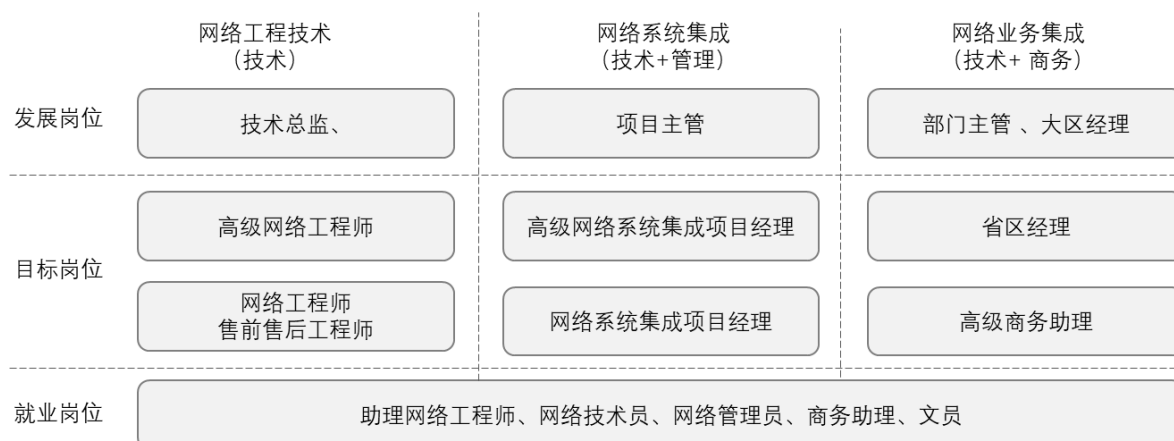 网络工程技术
（技术）
网络系统集成
（技术+管理）
网络业务集成
（技术+ 商务）
发展岗位
技术总监、
项目主管
部门主管 、大区经理
目标岗位
高级网络工程师
高级网络系统集成项目经理
省区经理
网络工程师
售前售后工程师
网络系统集成项目经理
高级商务助理
就业岗位
助理网络工程师、网络技术员、网络管理员、商务助理、文员